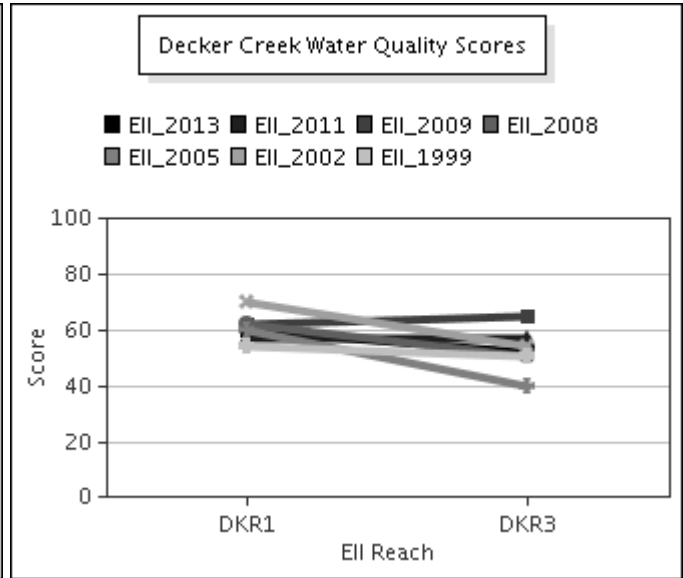 Decker Creek Water Quality Scores
EII_2013 EII_2011 EII_2009 EII_2008
EII_2005 EII_2002 EII_1999
100
80
60
40
20
0
Score
DKR1 DKR3
EII Reach